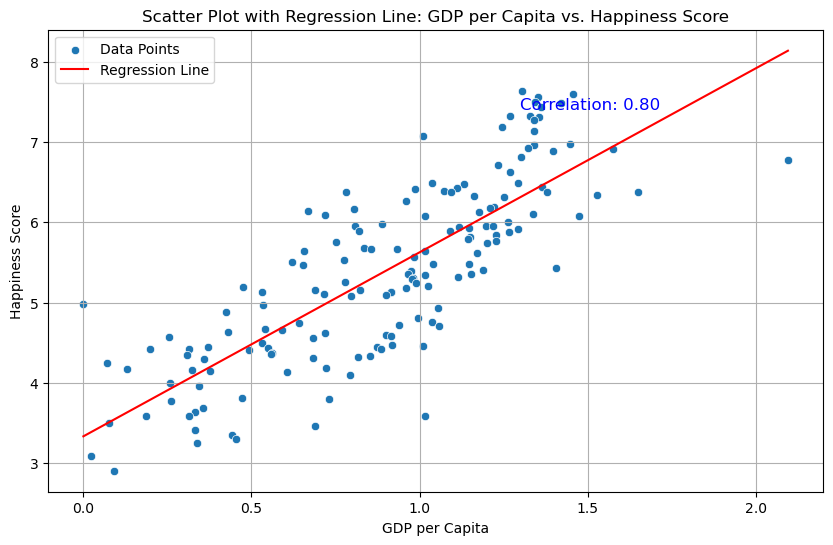 Scatter Plot with Regression Line: GDP per Capita vs. Happiness Score
Data Points
Regression Line
Correlation: 0.80
Happiness Score
8
7
6
5
4
3
0.0
0.5
1.0
1.5
2.0
GDP per Capita